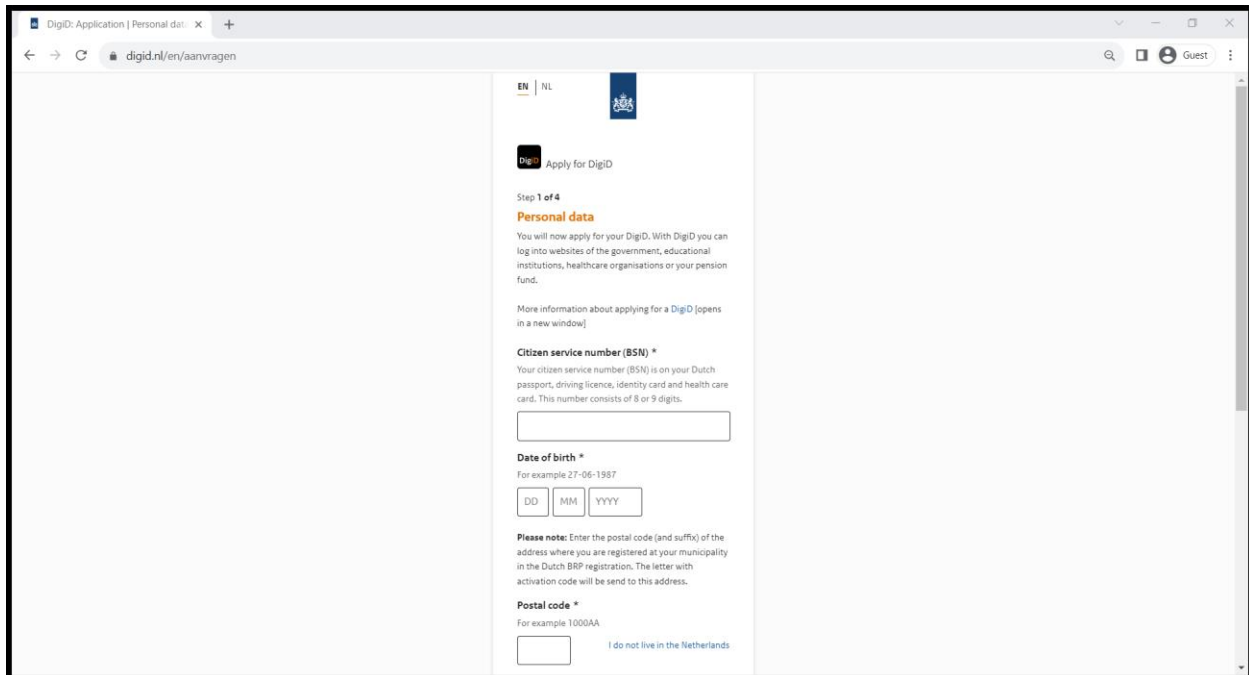 DigiD: Application | Personal dat
digid.nl/en/aanvragen
Guest
EN | NL
DigiD Apply for DigiD
Step 1 of 4
Personal data
You will now apply for your DigiD. With DigiD you can
log into websites of the government, educational
institutions, healthcare organisations or your pension
fund.
More information about applying for a DigiD [opens
in a new window]
Citizen service number (BSN) *
Your citizen service number (BSN) is on your Dutch
passport, driving licence, identity card and health care
card. This number consists of 8 or 9 digits.
Date of birth *
For example 27-06-1987
DD MM YYYY
Please note: Enter the postal code (and suffix) of the
address where you are registered at your municipality
in the Dutch BRP registration. The letter with
activation code will be send to this address.
Postal code *
For example 1000AA
I do not live in the Netherlands